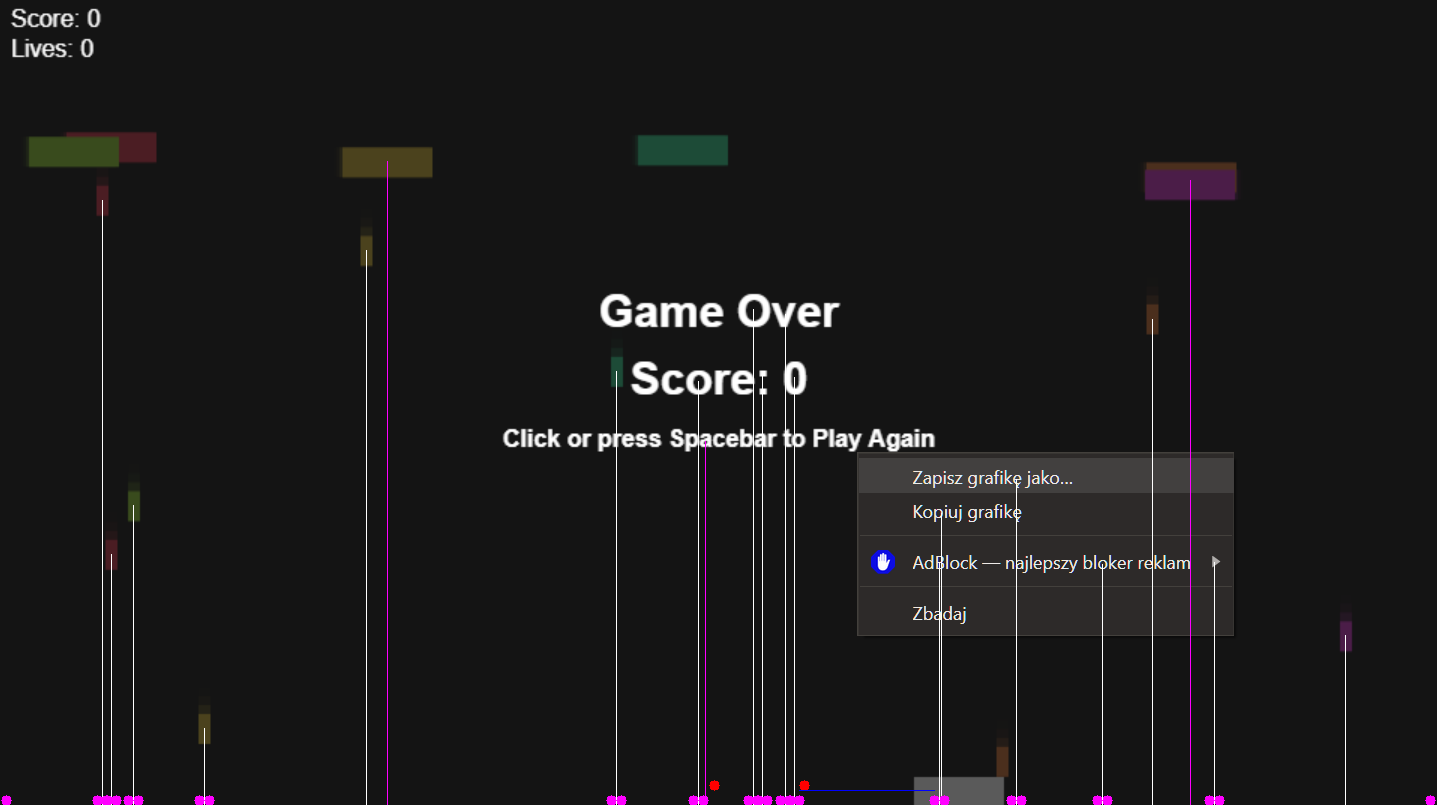 Score: 0
Lives: 0
Game Over
Score: 0
Click or press Spacebar to Play Again
Zapisz grafikę jako...
Kopiuj grafikę
AdBlock — najlepszy bloker reklam
Zbadaj